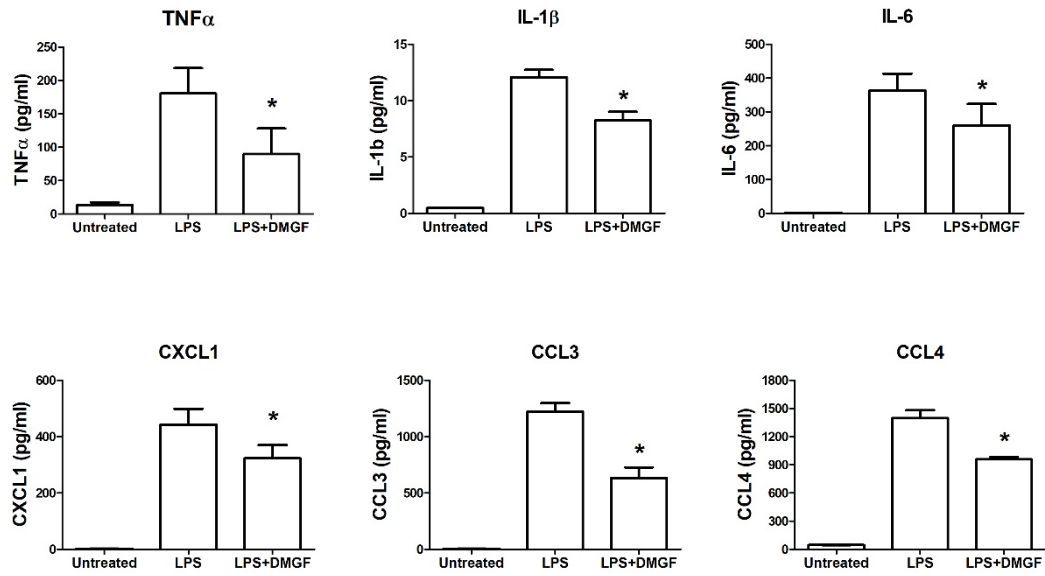 TNFα
TNFα (pg/ml)
250
200
150
100
50
0
*
Untreated LPS LPS+DMGF
IL-1β
IL-1b (pg/ml)
15
10
5
0
*
Untreated LPS LPS+DMGF
IL-6
IL-6 (pg/ml)
500
400
300
200
100
0
*
Untreated LPS LPS+DMGF
CXCL1
CXCL1 (pg/ml)
600
400
200
0
*
Untreated LPS LPS+DMGF
CCL3
CCL3 (pg/ml)
1500
1000
500
0
*
Untreated LPS LPS+DMGF
CCL4
CCL4 (pg/ml)
1800
1500
1200
900
600
300
0
*
Untreated LPS LPS+DMGF